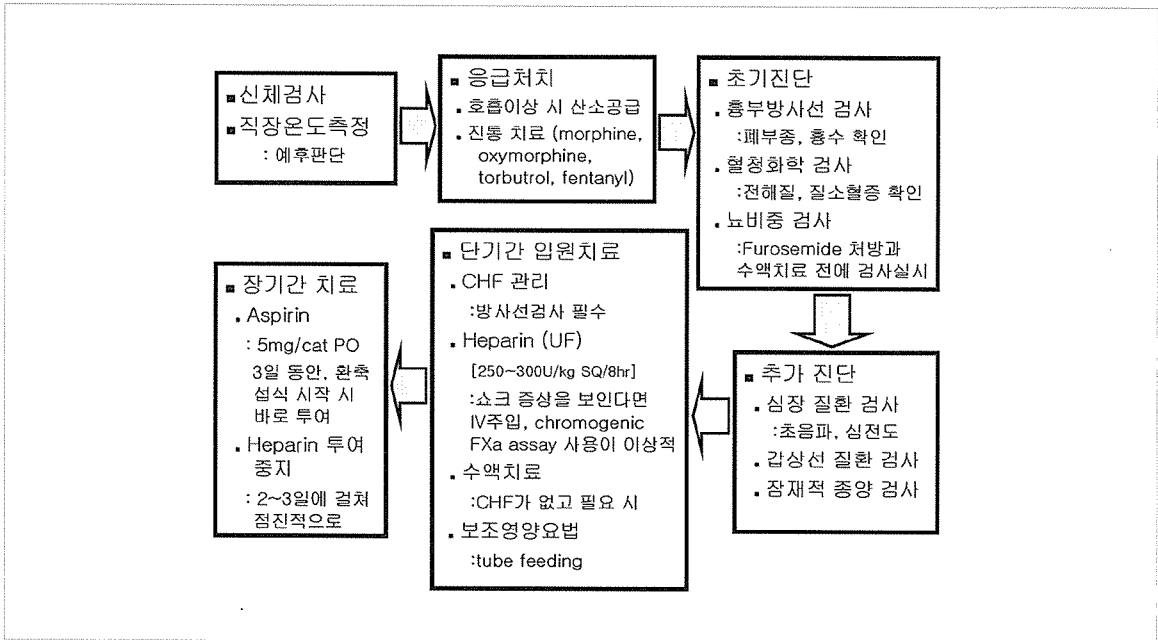 ■ 신체검사
■ 직장온도측정
: 예후판단
■ 응급처치
. 호흡이상 시 산소공급
. 진통 치료 (morphine,
oxymorphine,
torbutrol, fentanyl)
■ 초기진단
. 흉부방사선 검사
:폐부종, 흉수 확인
. 혈청화학 검사
:전해질, 질소혈증 확인
. 뇨비중 검사
:Furosemide 처방과
수액치료 전에 검사실시
■ 추가 진단
. 심장 질환 검사
:초음파, 심전도
. 갑상선 질환 검사
. 잠재적 종양 검사
■ 단기간 입원치료
. CHF 관리
:방사선검사 필수
. Heparin (UF)
[250~300U/kg SQ/8hr]
:쇼크 증상을 보인다면
IV주입, chromogenic
FXa assay 사용이 이상적
. 수액치료
:CHF가 없고 필요 시
. 보조영양요법
:tube feeding
■ 장기간 치료
. Aspirin
: 5mg/cat PO
3일 동안, 환축
섭식 시작 시
바로 투여
. Heparin 투여
중지
: 2~3일에 걸쳐
점진적으로